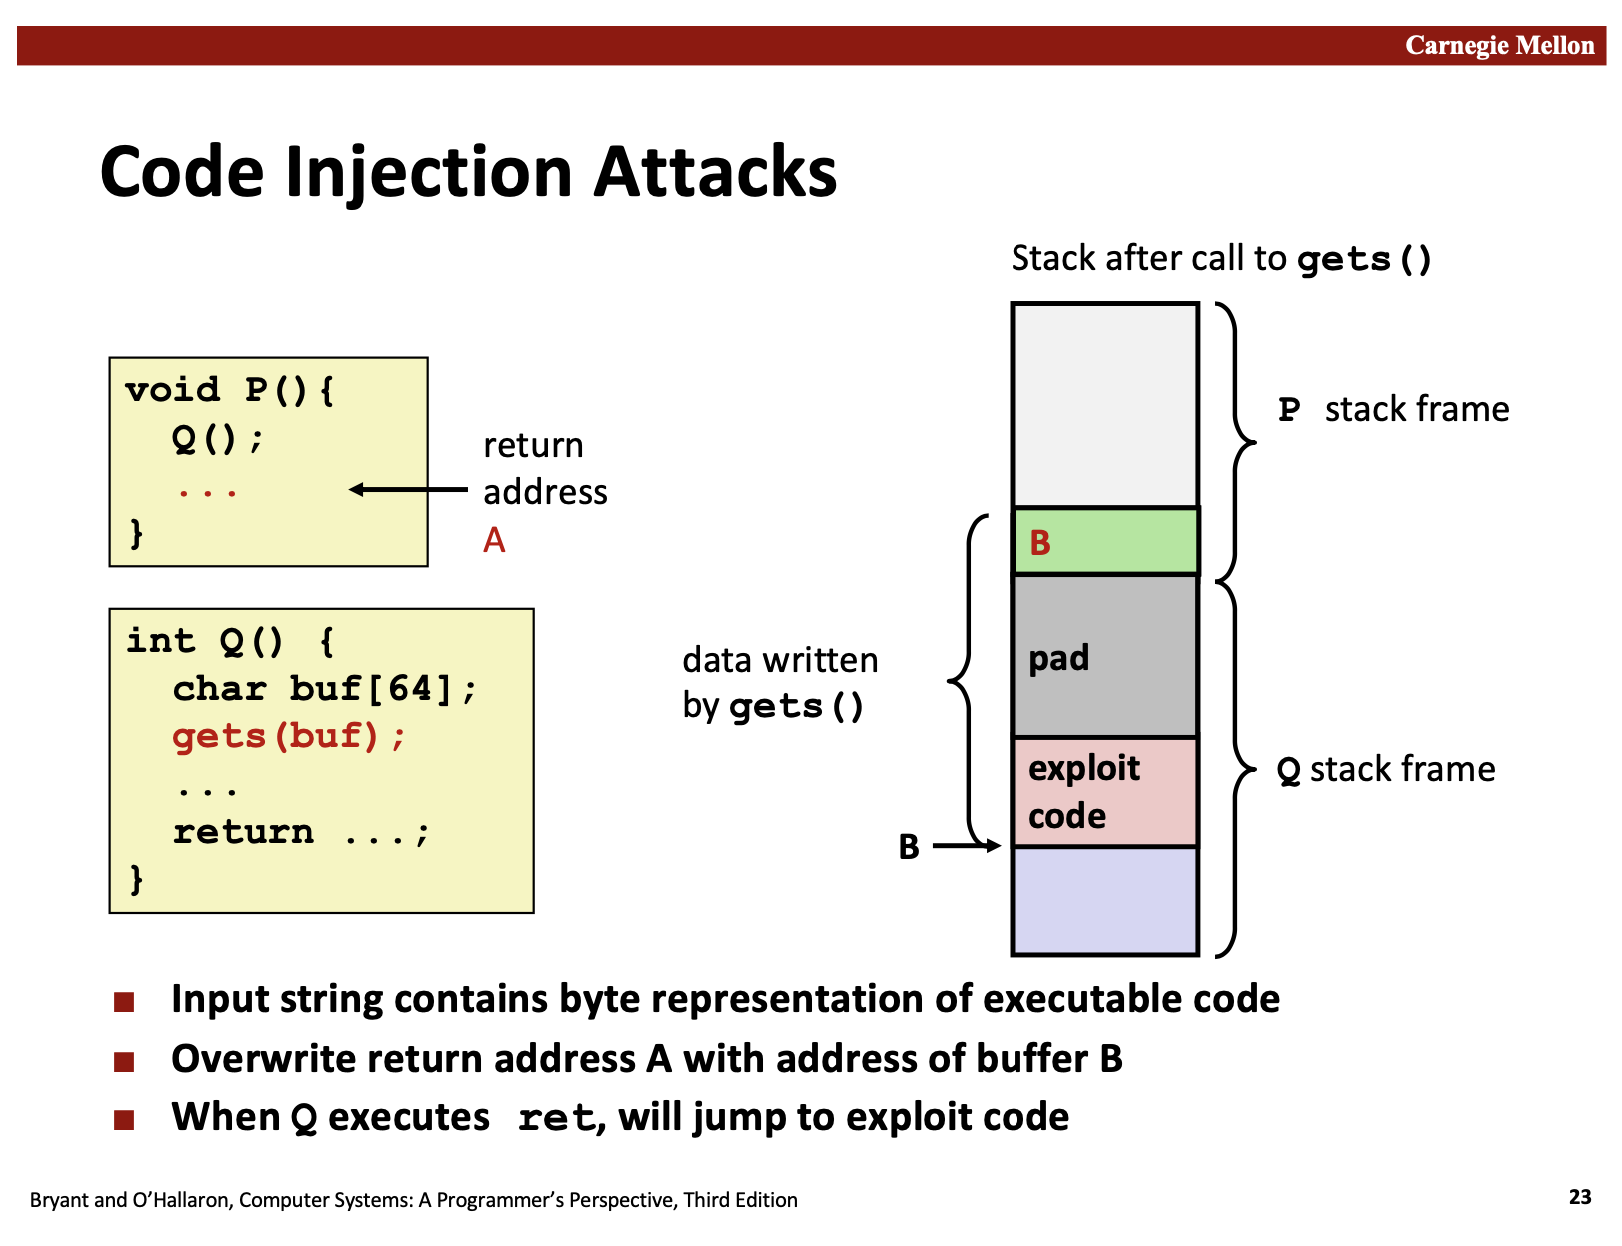 Carnegie Mellon
Code Injection Attacks
Stack after call to gets()
void P(){
Q();
...
}
return
address
A
int Q() {
char buf[64];
gets(buf);
...
return ...;
}
data written
by gets()
B
B
pad
exploit
code
P stack frame
Q stack frame
Input string contains byte representation of executable code
Overwrite return address A with address of buffer B
When Q executes ret, will jump to exploit code
Bryant and O’Hallaron, Computer Systems: A Programmer’s Perspective, Third Edition
23